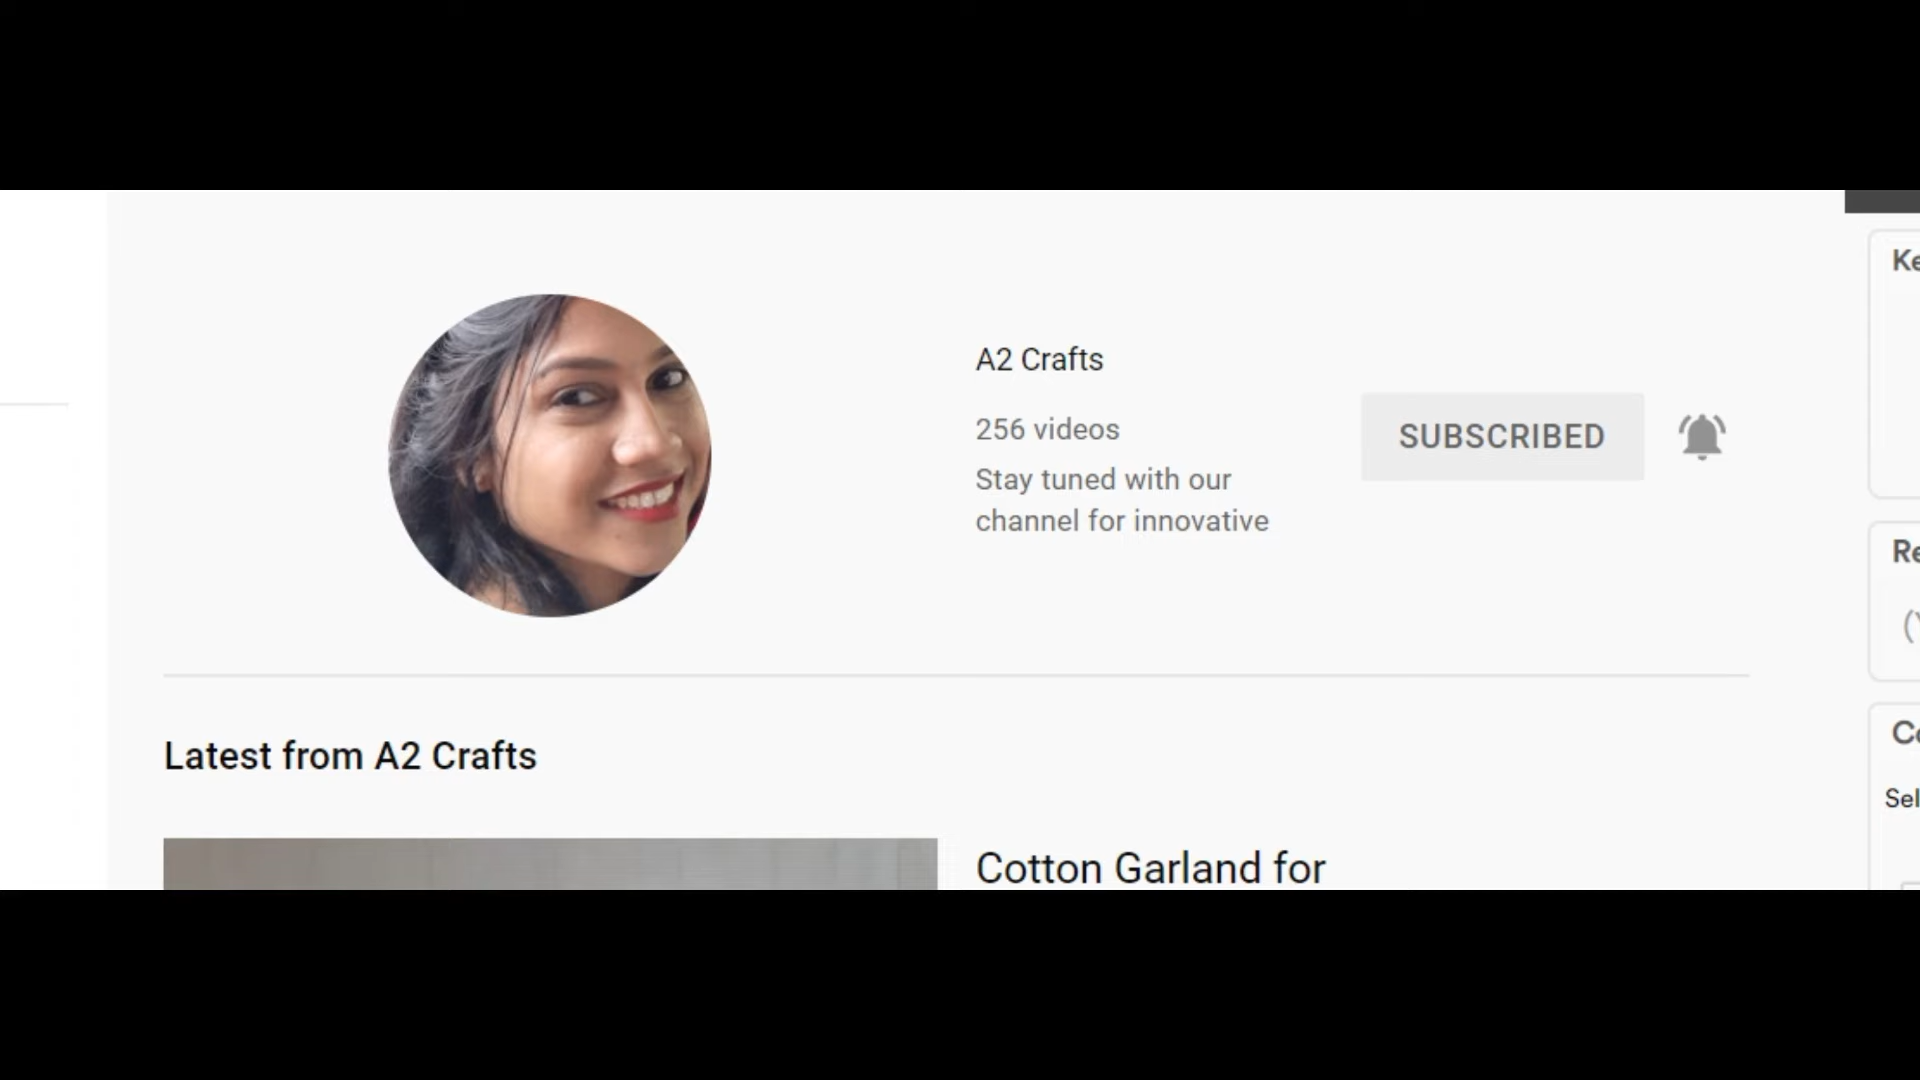 A2 Crafts
256 videos
Stay tuned with our
channel for innovative
SUBSCRIBED
Latest from A2 Crafts
Cotton Garland for